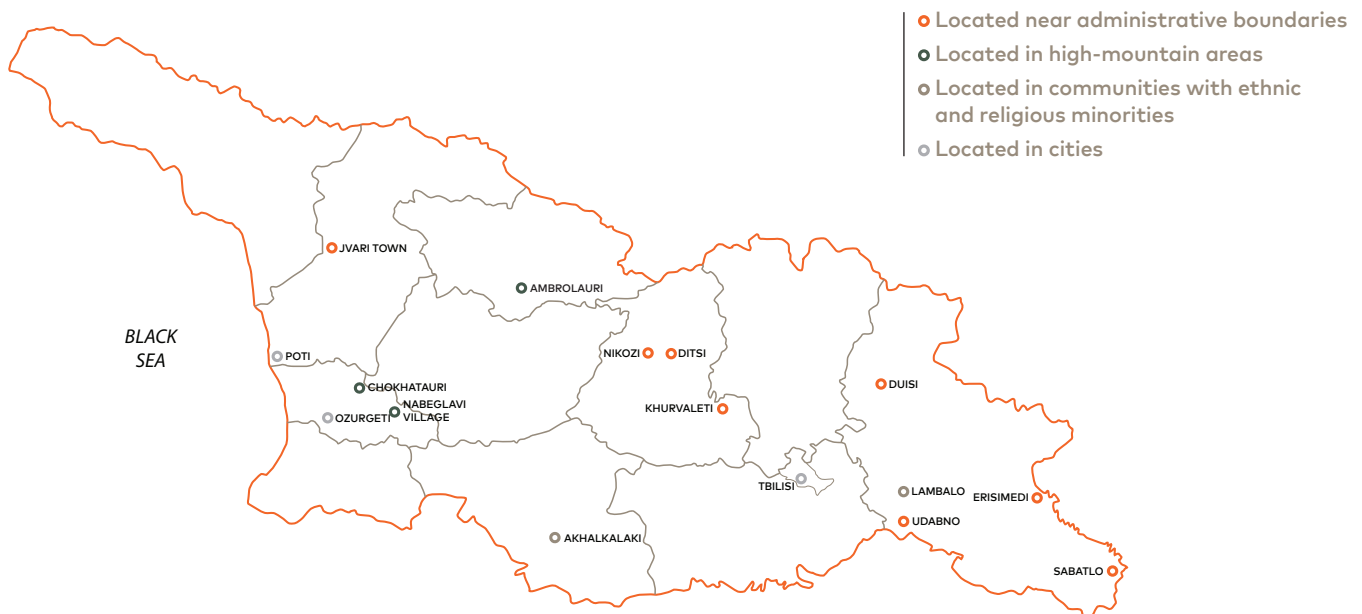 Located near administrative boundaries
Located in high-mountain areas
Located in communities with ethnic
and religious minorities
Located in cities
JVARI TOWN
AMBROLAURI
BLACK
SEA
POTI
NIKOZI
DITSI
CHOKHATAURI
DUISI
NABEGLAVI
VILLAGE
KHURVALETI
OZURGETI
TBILISI
LAMBALO
ERISIMEDI
UDABNO
AKHALKALAKI
SABATLO